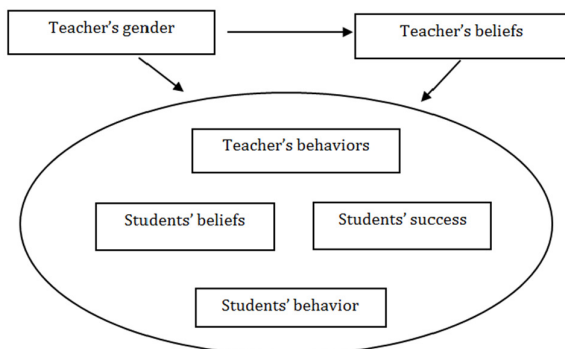 Teacher’s gender
Teacher’s beliefs
Teacher’s behaviors
Students’ beliefs
Students’ success
Students’ behavior